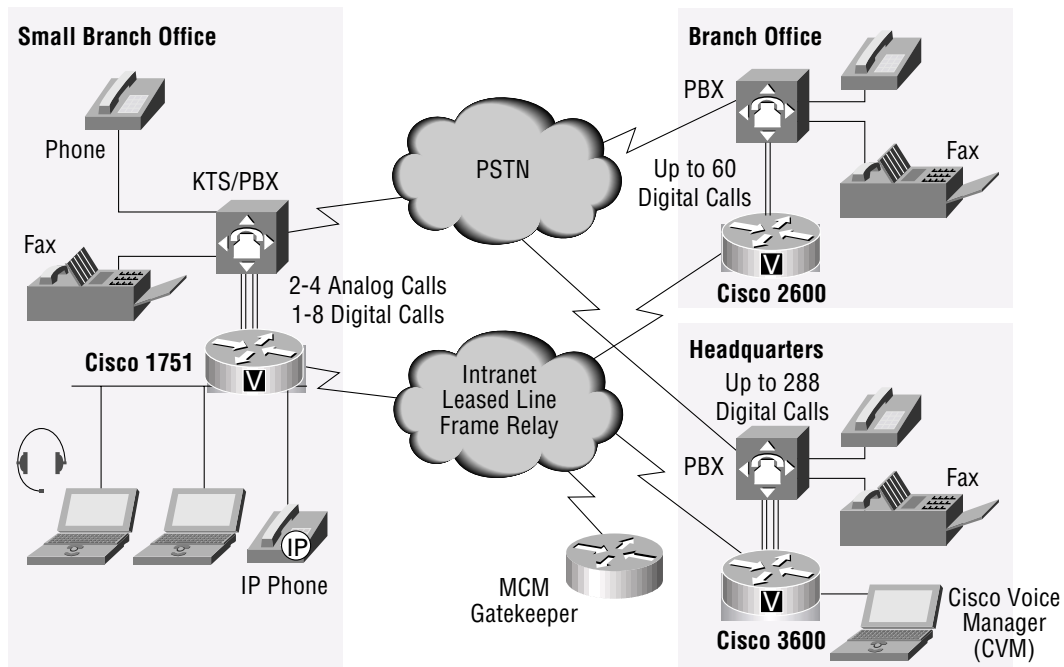 Small Branch Office
Phone
KTS/PBX
Fax
2-4 Analog Calls
1-8 Digital Calls
Cisco 1751
V
IP
IP Phone
PSTN
Intranet
Leased Line
Frame Relay
MCM
Gatekeeper
Branch Office
PBX
Fax
Up to 60
Digital Calls
V
Cisco 2600
Headquarters
Up to 288
Digital Calls
PBX
Fax
V
Cisco 3600
Cisco Voice
Manager
(CVM)